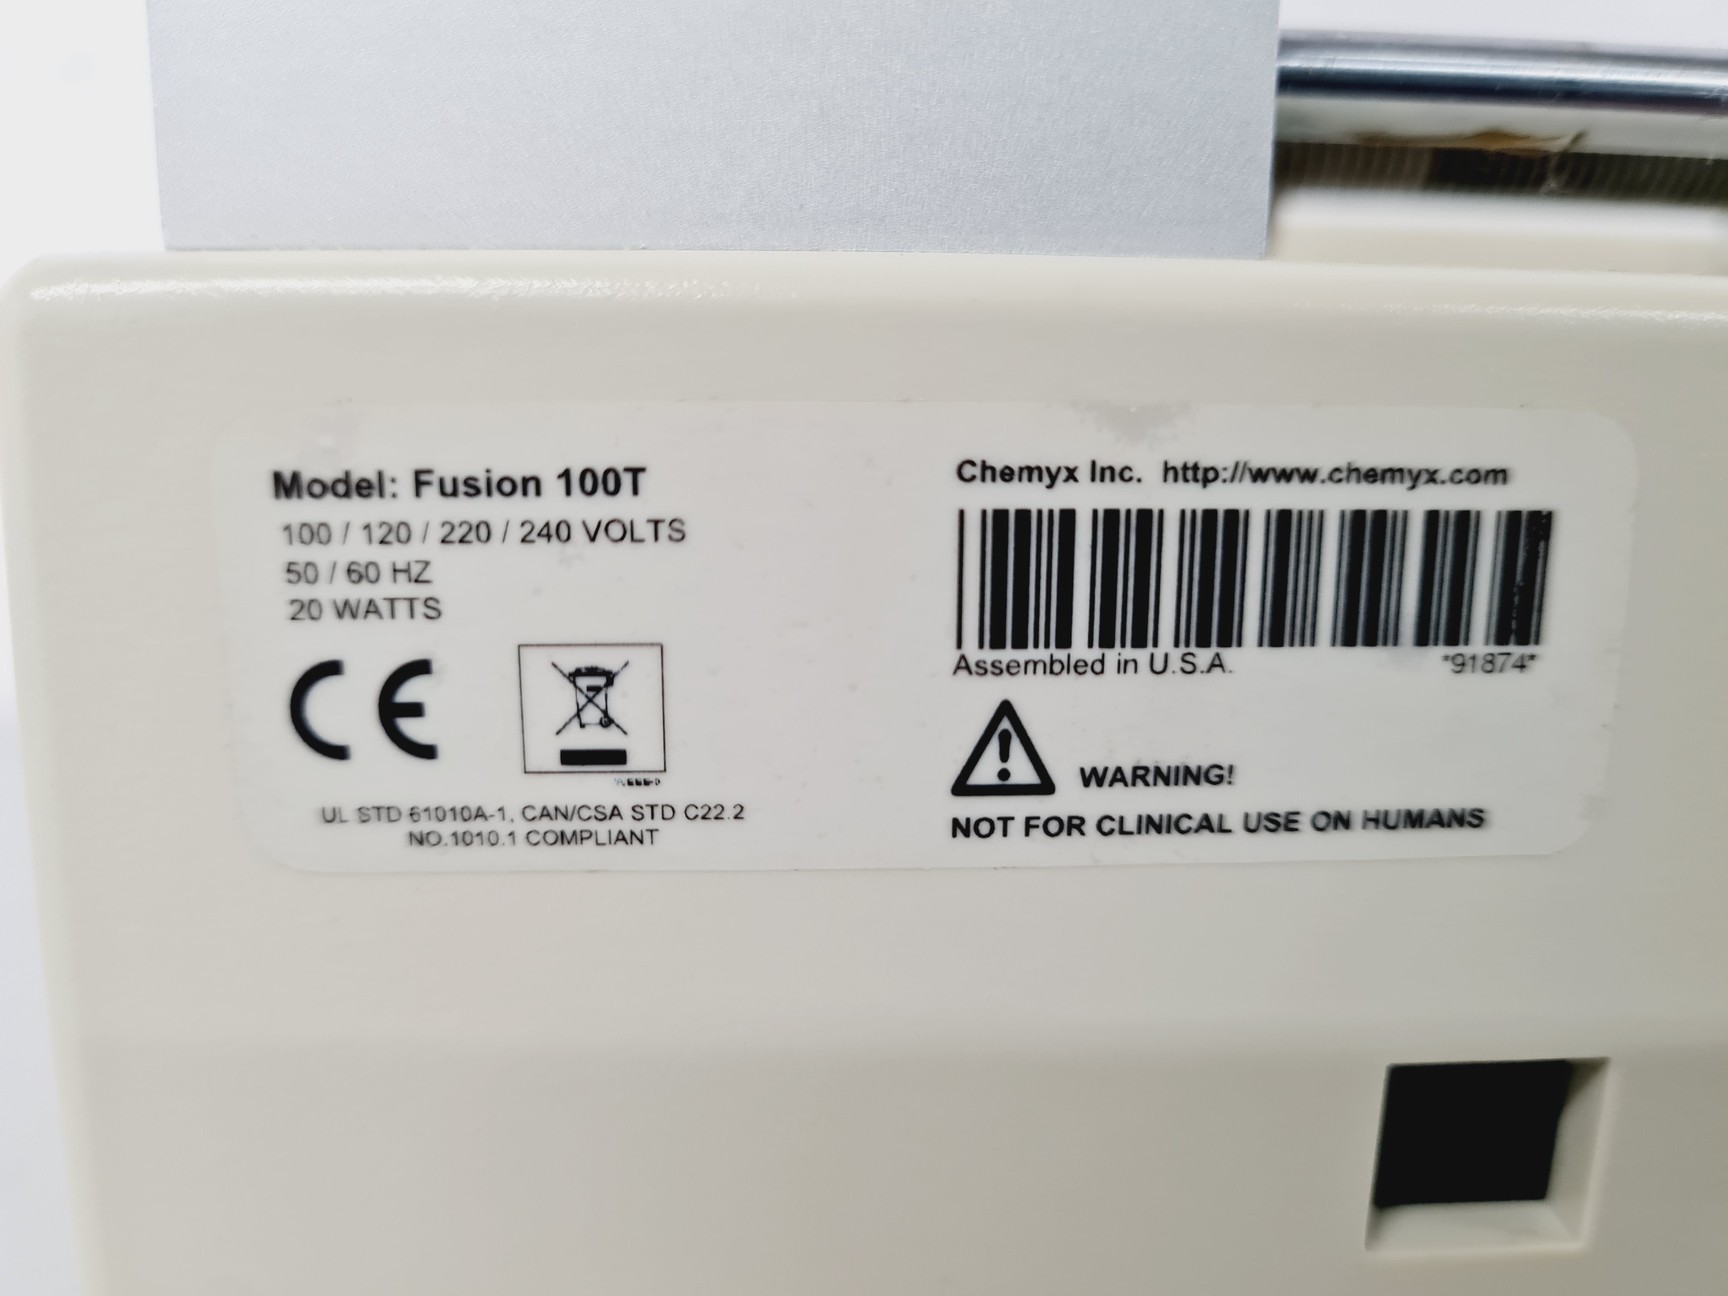 Model: Fusion 100T
100 / 120 / 220 / 240 VOLTS
50 / 60 HZ
20 WATTS
CE
UL STD 61010A-1, CAN/CSA STD C22.2
NO.1010.1 COMPLIANT
Chemyx Inc. http://www.chemyx.com
Assembled in U.S.A. *91874*
WARNING!
NOT FOR CLINICAL USE ON HUMANS